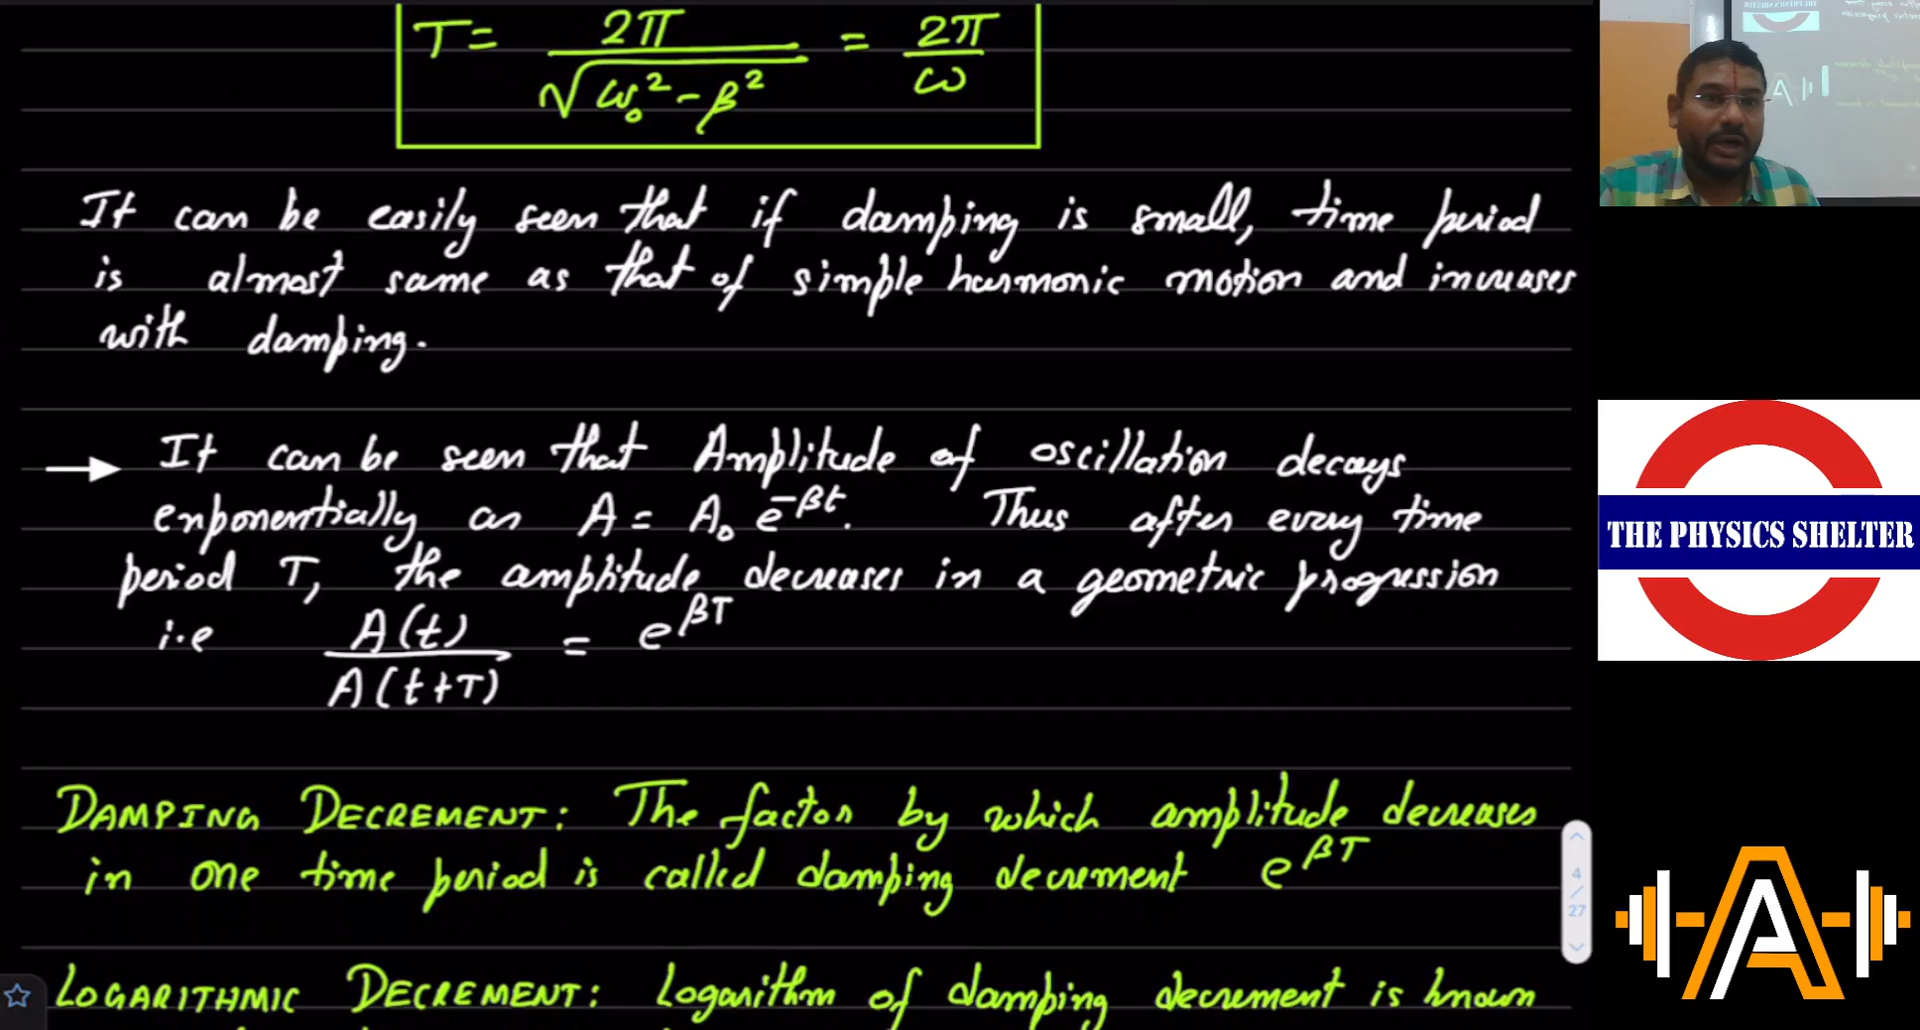 T = 2π / √(ω₀² - β²) = 2π / ω
It can be easily seen that if damping is small, time period
is almost same as that of simple harmonic motion and increases
with damping.
→ It can be seen that Amplitude of oscillation decays
exponentially as A = A₀ e^-βt. Thus after every time
period T, the amplitude decreases in a geometric progression
i.e A(t) / A(t+T) = e^βT
THE PHYSICS SHELTER
DAMPING DECREMENT: The factor by which amplitude decreases
in one time period is called damping decrement e^βT
4
/
27
A
LOGARITHMIC DECREMENT: Logarithm of damping decrement is known